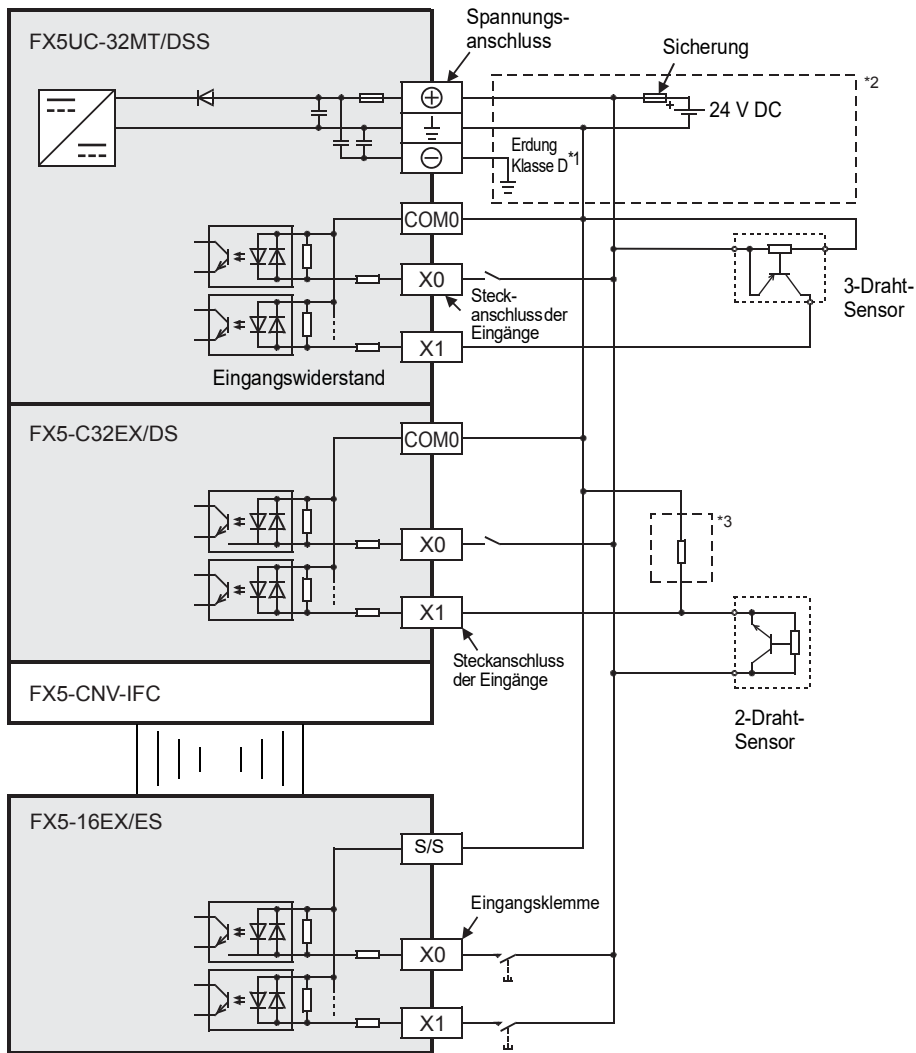 FX5UC-32MT/DSS
Spannungs-
anschluss
Sicherung
*2
+
24 V DC
Erdung
Klasse D*1
COM0
X0
Steck-
anschluss der
Eingänge
3-Draht-
Sensor
X1
Eingangswiderstand
FX5-C32EX/DS
COM0
*3
X0
X1
Steckanschluss
der Eingänge
FX5-CNV-IFC
2-Draht-
Sensor
FX5-16EX/ES
S/S
Eingangsklemme
X0
X1